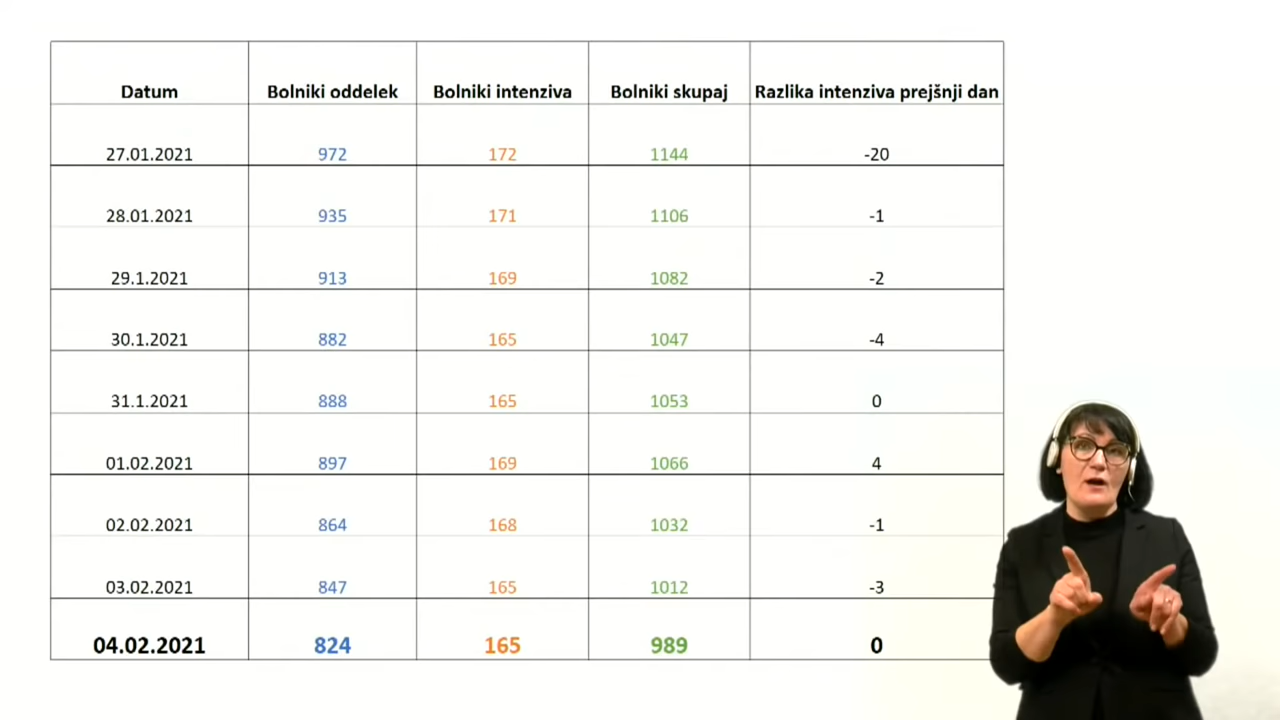 Datum Bolniki oddelek Bolniki intenziva Bolniki skupaj Razlika intenziva prejšnji dan
27.01.2021 972 172 1144 -20
28.01.2021 935 171 1106 -1
29.1.2021 913 169 1082 -2
30.1.2021 882 165 1047 -4
31.1.2021 888 165 1053 0
01.02.2021 897 169 1066 4
02.02.2021 864 168 1032 -1
03.02.2021 847 165 1012 -3
04.02.2021 824 165 989 0